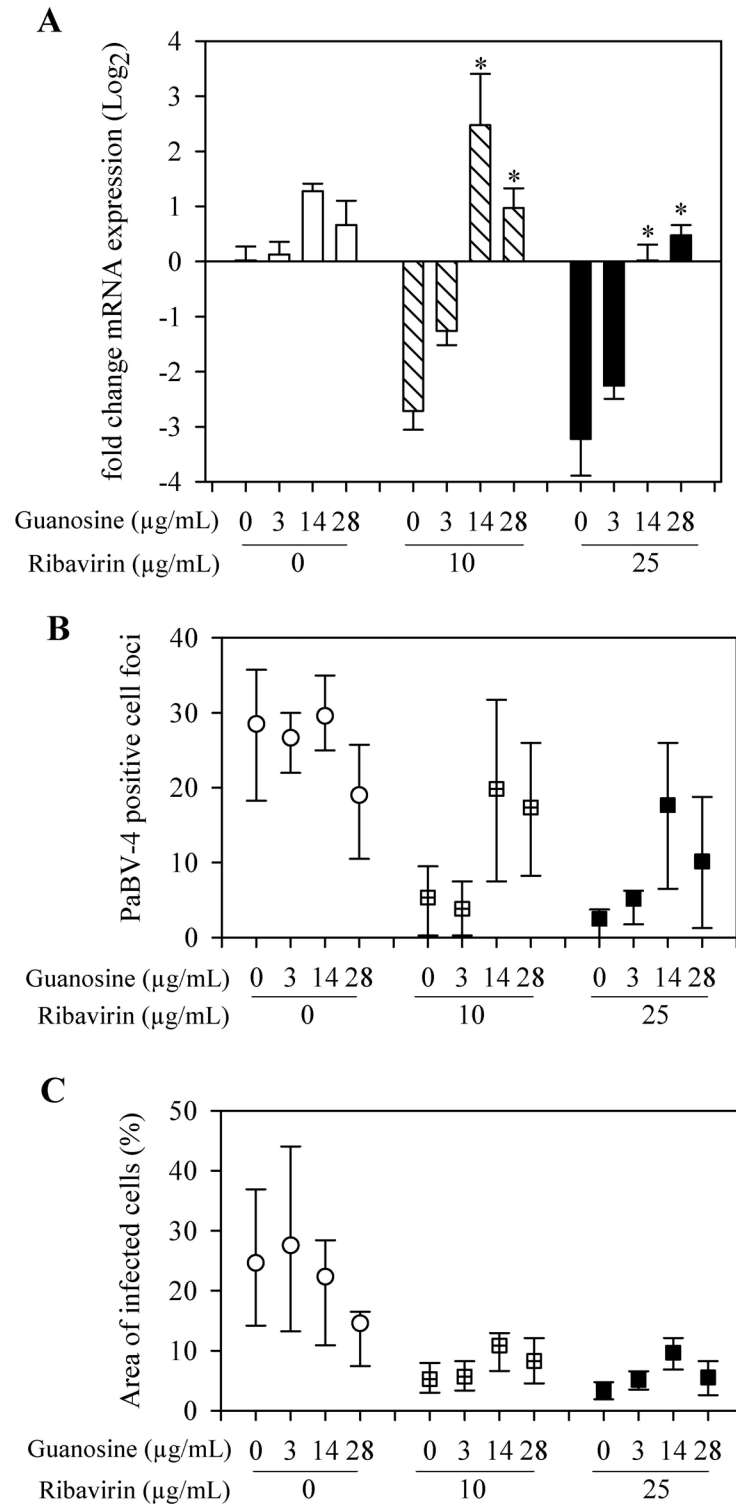 A
fold change mRNA expression (Log2)
4
3
2
1
0
-1
-2
-3
-4
* * * *
Guanosine (µg/mL) 0 3 14 28 0 3 14 28 0 3 14 28
Ribavirin (µg/mL) 0 10 25
B
PaBV-4 positive cell foci
40
30
20
10
0
Guanosine (µg/mL) 0 3 14 28 0 3 14 28 0 3 14 28
Ribavirin (µg/mL) 0 10 25
C
Area of infected cells (%)
50
40
30
20
10
0
Guanosine (µg/mL) 0 3 14 28 0 3 14 28 0 3 14 28
Ribavirin (µg/mL) 0 10 25